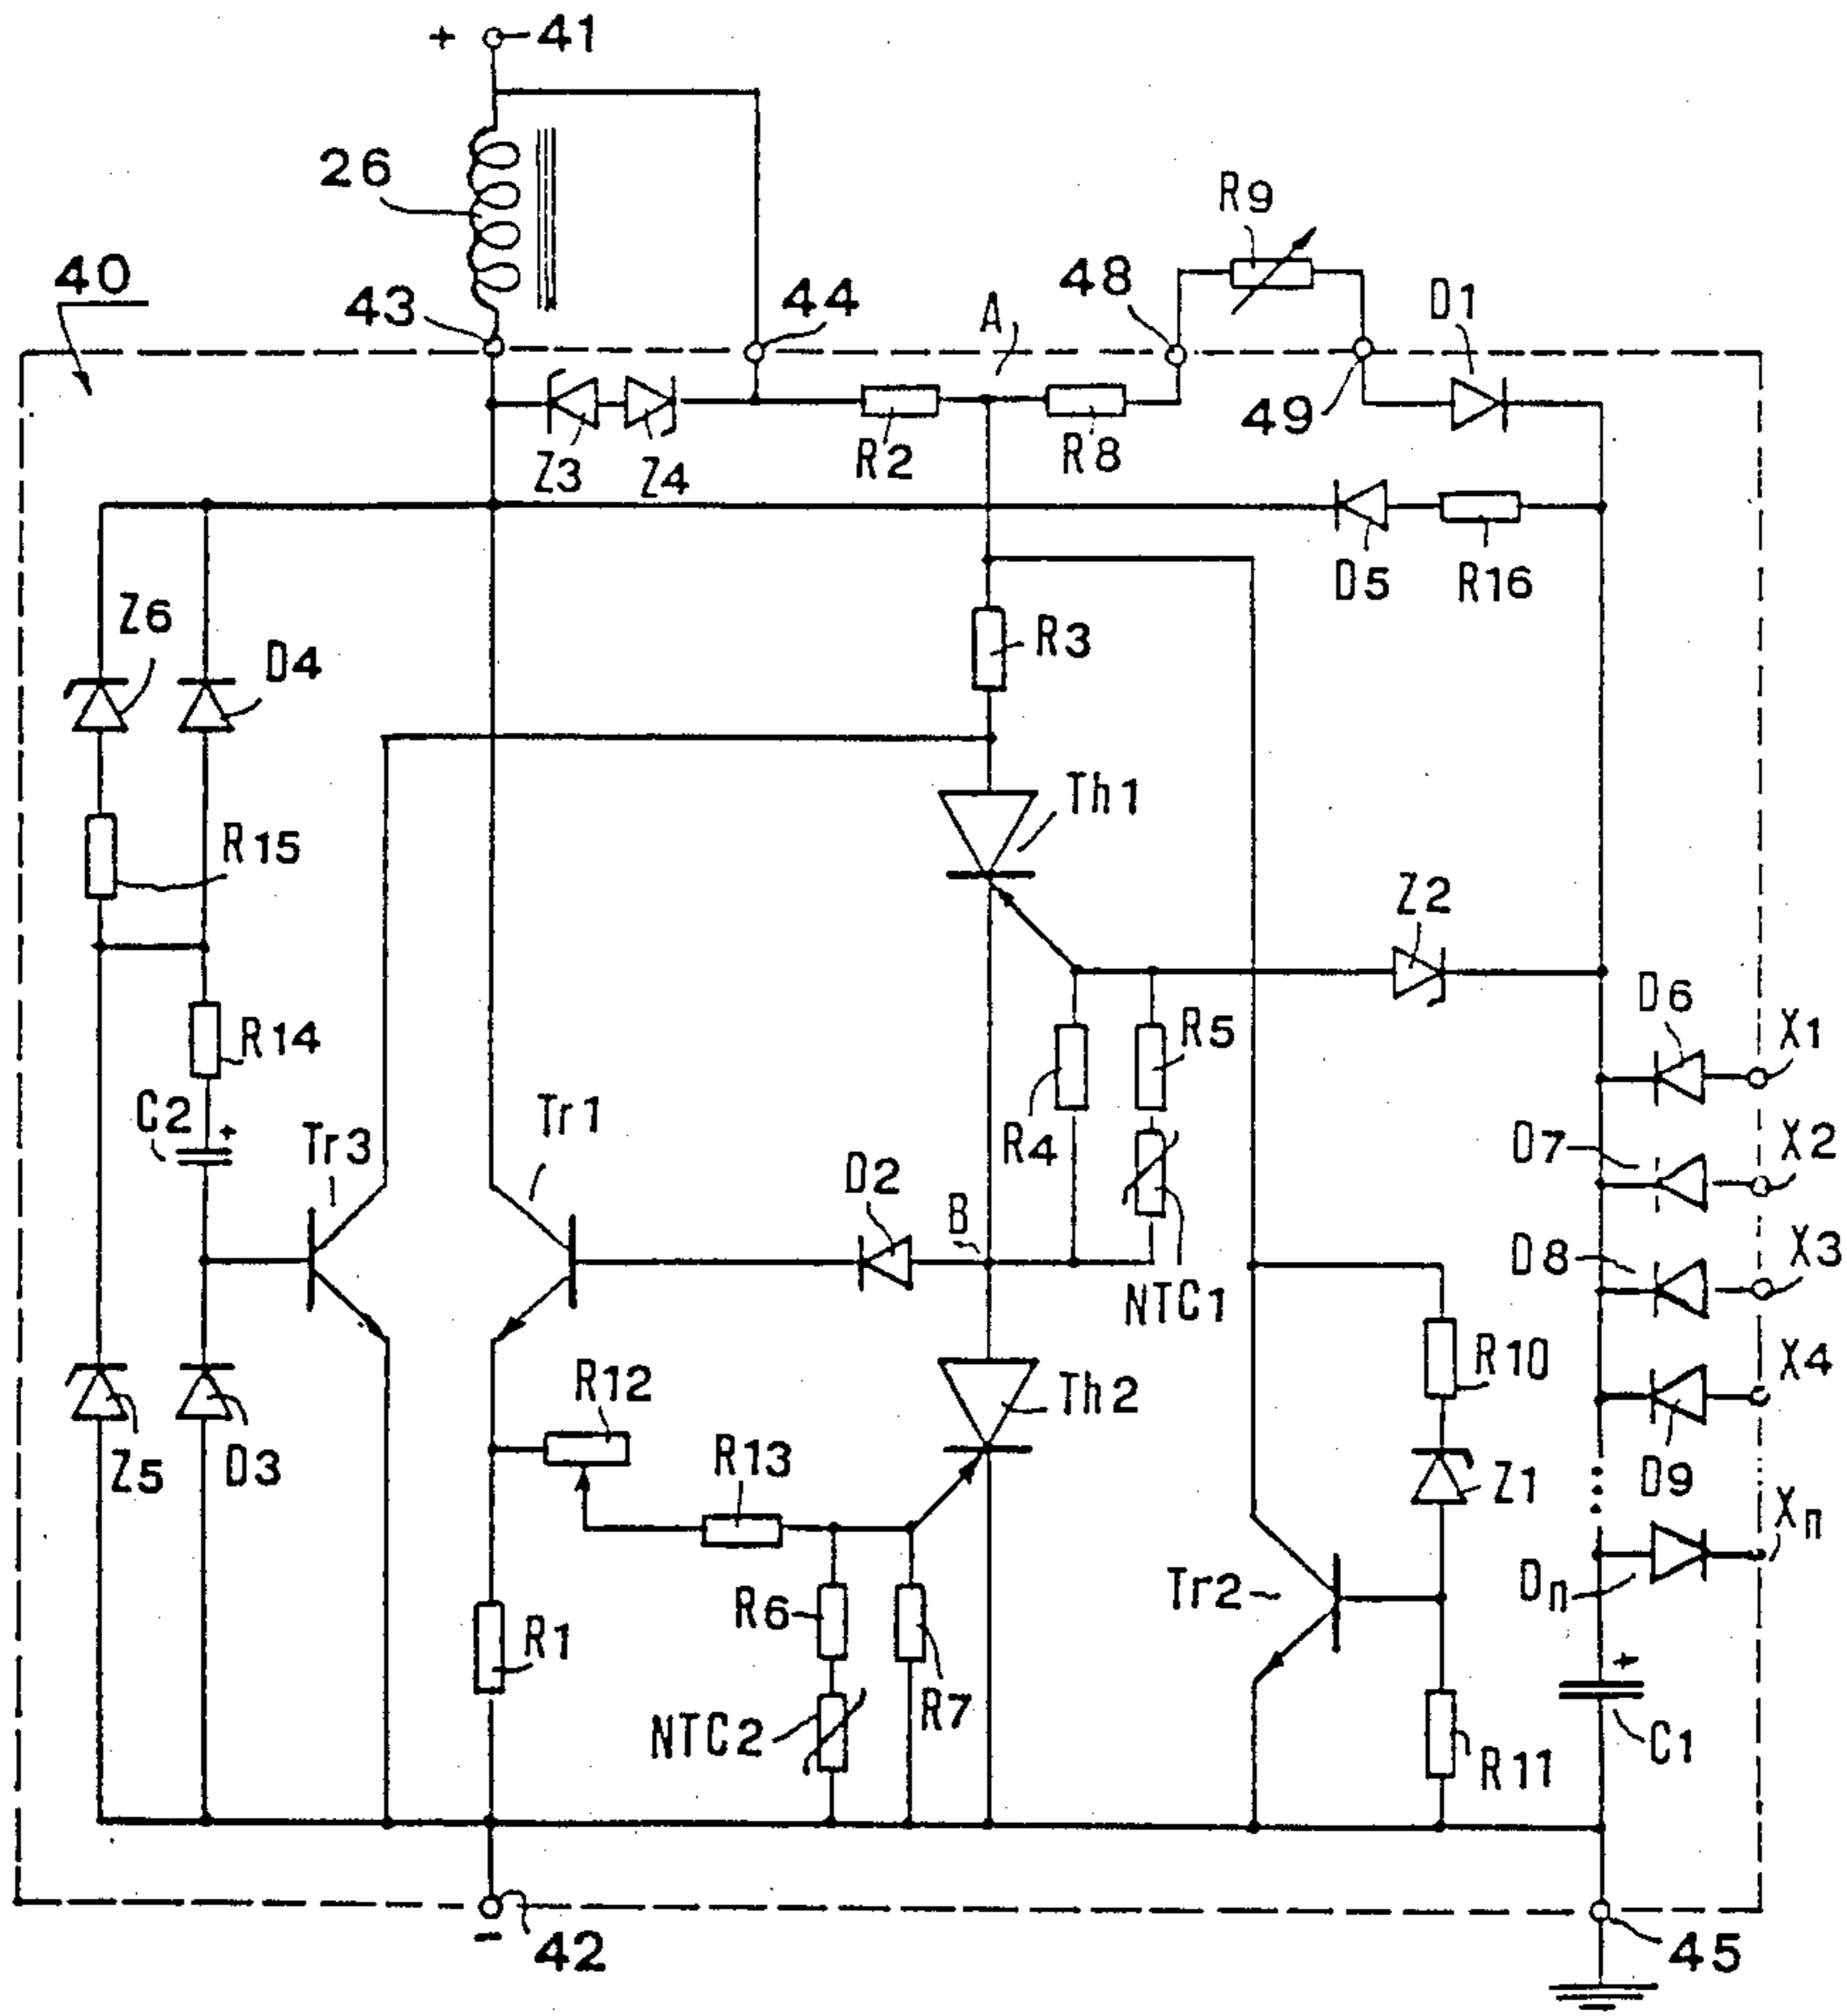 + 41
26
R9
40
43
44
A
48
D1
49
Z3
Z4
R2
R8
D5
R16
Z6
D4
R3
Th1
R15
Z2
D6
X1
R14
R5
C2
+
Tr3
Tr1
D2
B
R4
D7
X2
NTC1
D8
X3
R12
Th2
R10
X4
Z5
D3
R13
Z1
D9
Xn
Tr2
Dn
R6
R1
R7
+
NTC2
R11
C1
-
42
45